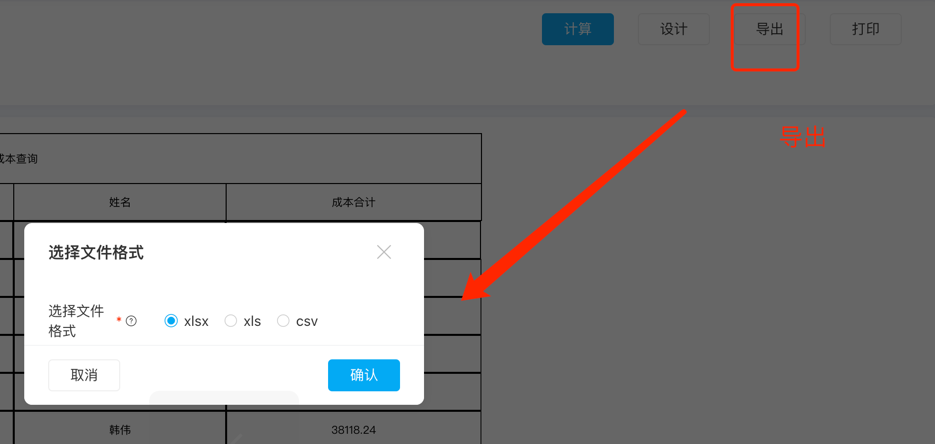 计算
设计
导出
打印
导出
成本查询
姓名
成本合计
选择文件格式
选择文件
格式
* ?
xlsx
xls
csv
取消
确认
韩伟
38118.24